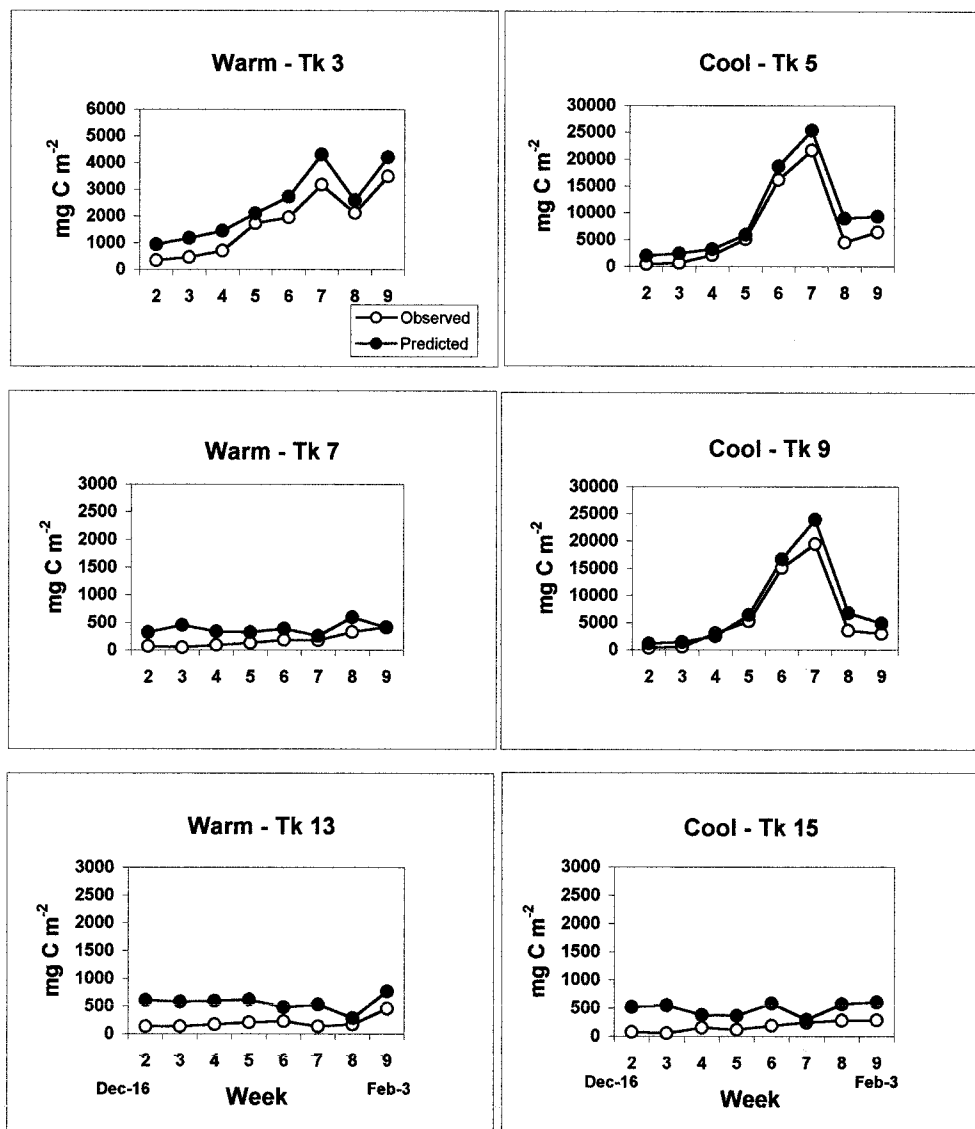 Warm - Tk 3
mg C m-2
6000
5000
4000
3000
2000
1000
0
2 3 4 5 6 7 8 9
Observed
Predicted
Cool - Tk 5
mg C m-2
30000
25000
20000
15000
10000
5000
0
2 3 4 5 6 7 8 9
Warm - Tk 7
mg C m-2
3000
2500
2000
1500
1000
500
0
2 3 4 5 6 7 8 9
Cool - Tk 9
mg C m-2
30000
25000
20000
15000
10000
5000
0
2 3 4 5 6 7 8 9
Warm - Tk 13
mg C m-2
3000
2500
2000
1500
1000
500
0
2 3 4 5 6 7 8 9
Dec-16 Week Feb-3
Cool - Tk 15
mg C m-2
3000
2500
2000
1500
1000
500
0
2 3 4 5 6 7 8 9
Dec-16 Week Feb-3